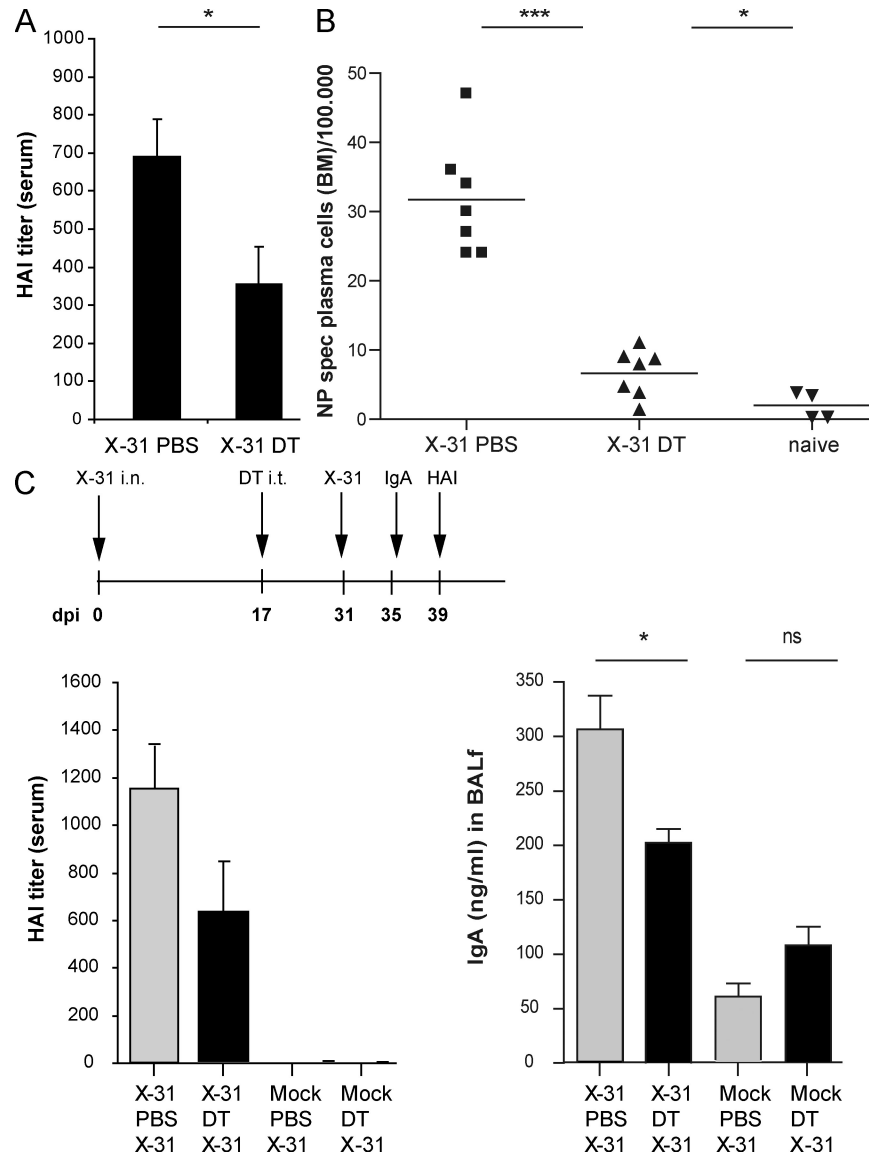 A
*
HAI titer (serum)
1000
900
800
700
600
500
400
300
200
100
0
X-31 PBS X-31 DT
B
*** *
NP spec plasma cells (BM)/100.000
50
40
30
20
10
0
X-31 PBS X-31 DT naive
C
X-31 i.n. DT i.t. X-31 IgA HAI
dpi 0 17 31 35 39
HAI titer (serum)
1600
1400
1200
1000
800
600
400
200
0
X-31 X-31 Mock Mock
PBS DT PBS DT
X-31 X-31 X-31 X-31
* ns
IgA (ng/ml) in BALf
350
300
250
200
150
100
50
0
X-31 X-31 Mock Mock
PBS DT PBS DT
X-31 X-31 X-31 X-31